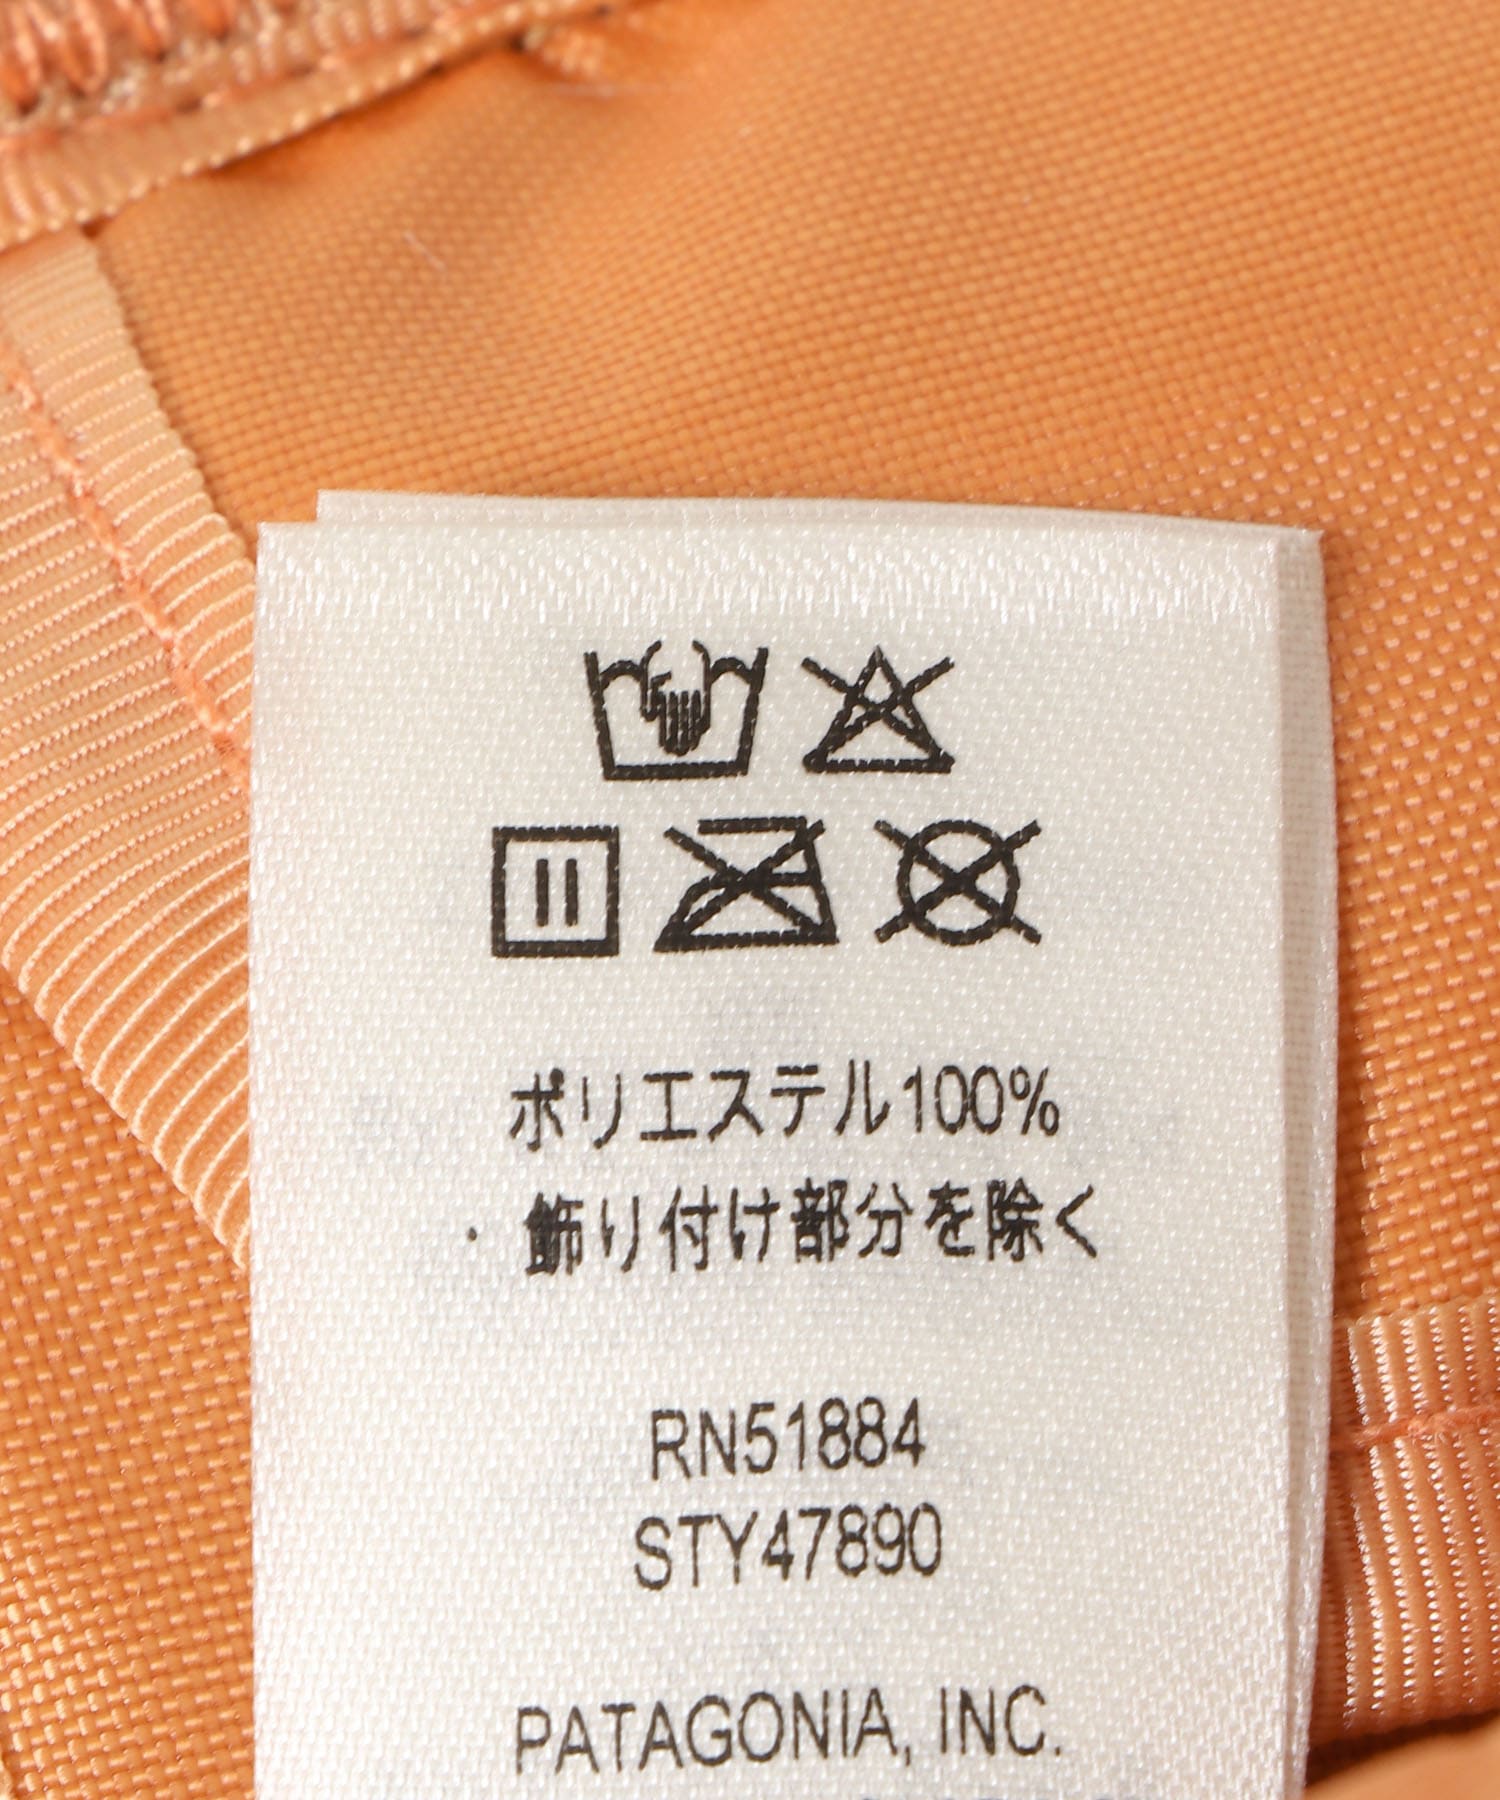 ポリエステル100%
・飾り付け部分を除く
RN51884
STY47890
PATAGONIA, INC.